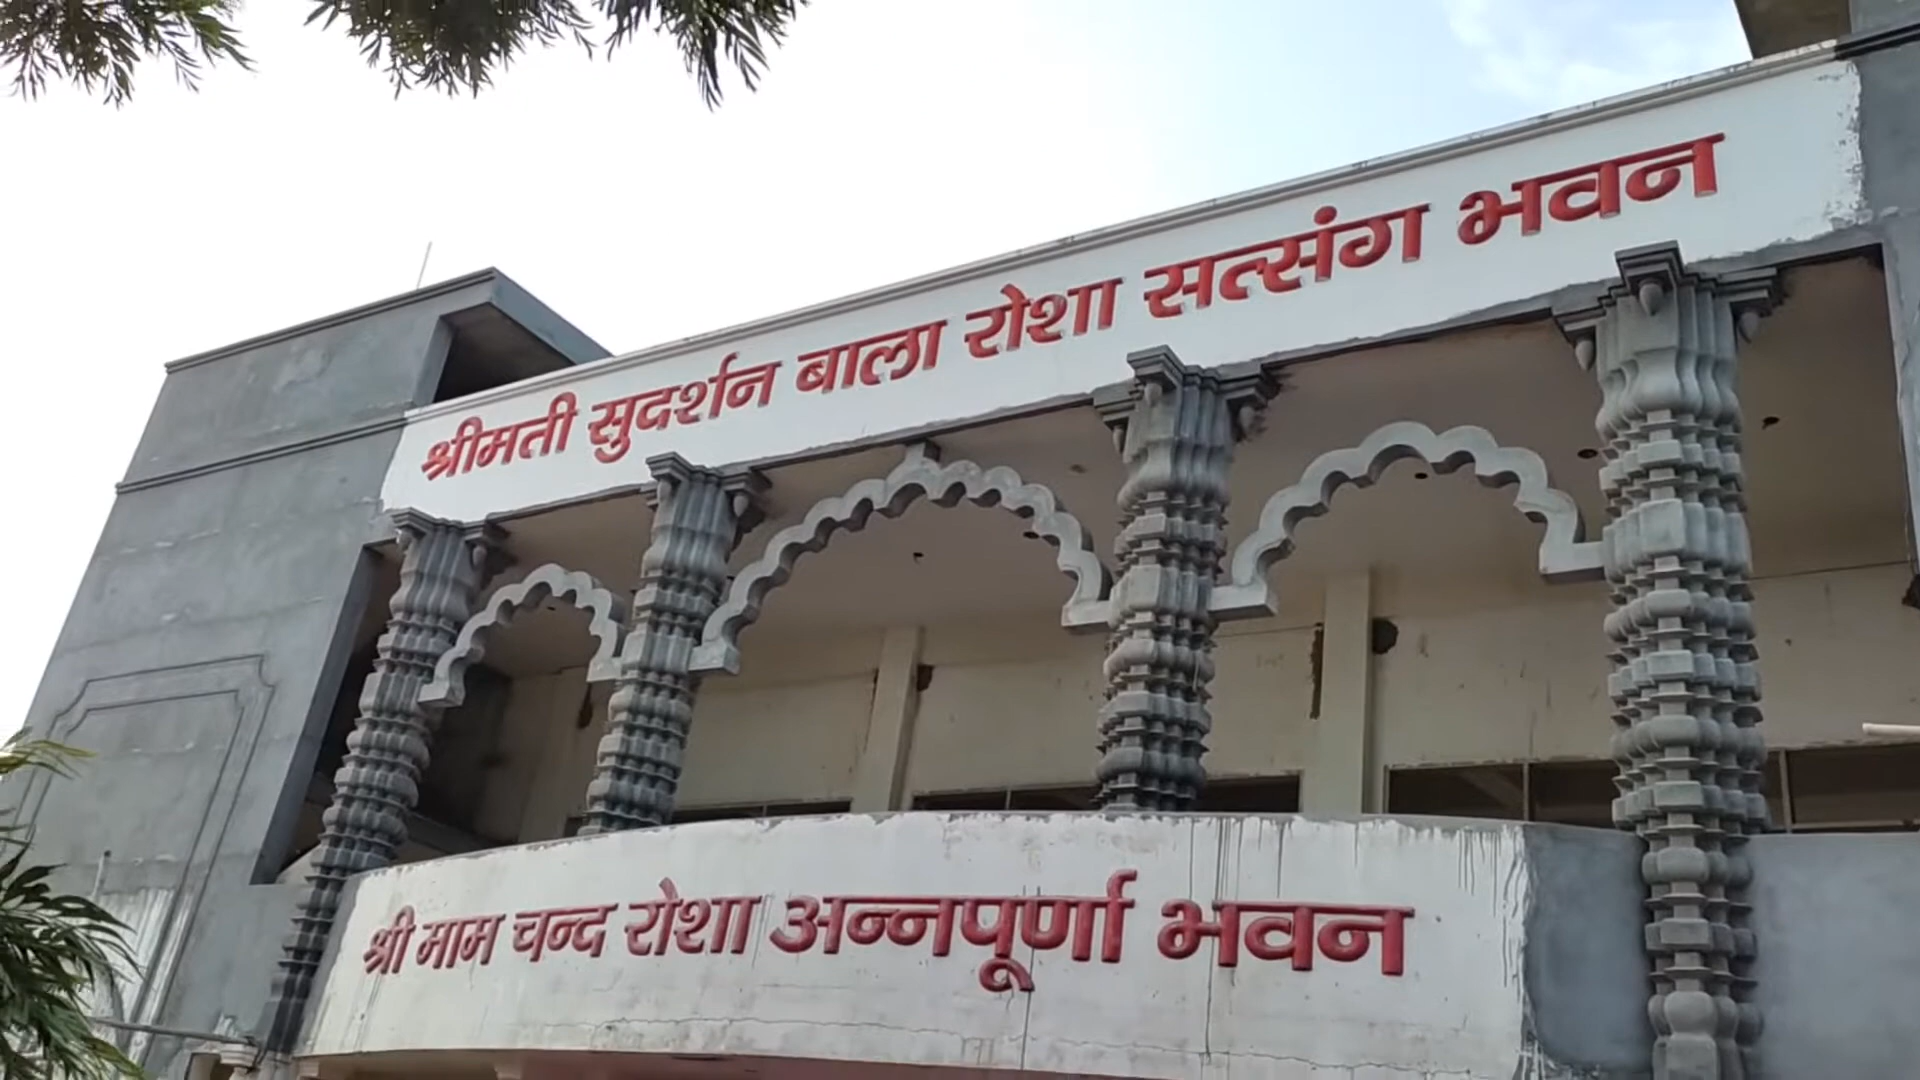 श्रीमती सुदर्शन बाला रोशा सत्संग भवन
श्री माम चन्द रोशा अन्नपूर्णा भवन